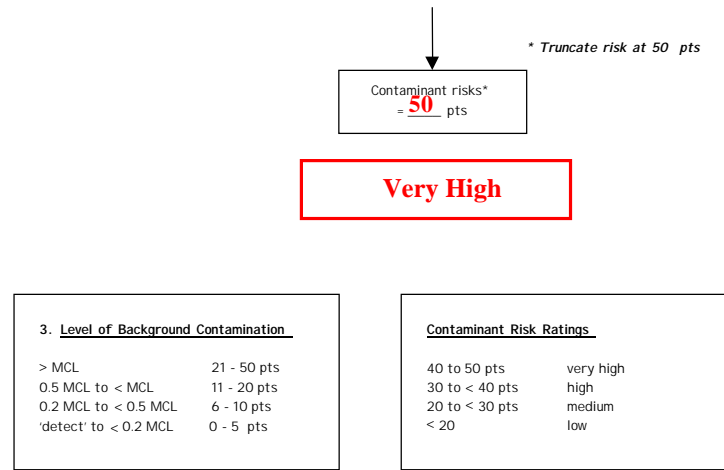 * Truncate risk at 50 pts
Contaminant risks*
= 50 pts
Very High
3. Level of Background Contamination
> MCL 21 - 50 pts
0.5 MCL to < MCL 11 - 20 pts
0.2 MCL to < 0.5 MCL 6 - 10 pts
'detect' to < 0.2 MCL 0 - 5 pts
Contaminant Risk Ratings
40 to 50 pts very high
30 to < 40 pts high
20 to < 30 pts medium
< 20 low